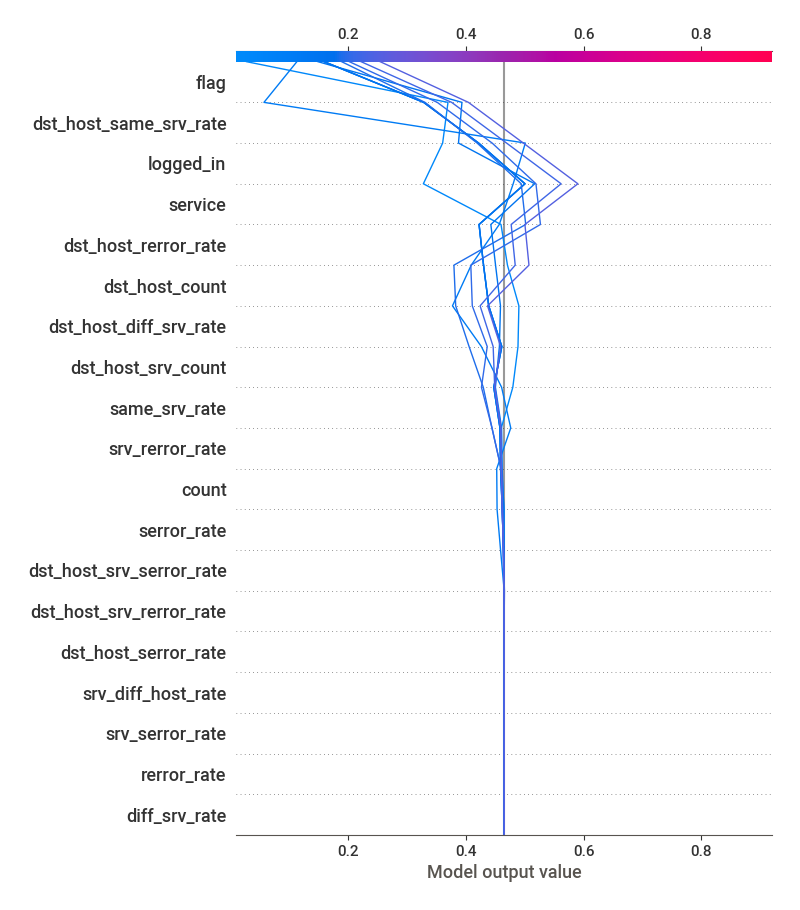 0.2 0.4 0.6 0.8
flag
dst_host_same_srv_rate
logged_in
service
dst_host_rerror_rate
dst_host_count
dst_host_diff_srv_rate
dst_host_srv_count
same_srv_rate
srv_rerror_rate
count
serror_rate
dst_host_srv_serror_rate
dst_host_srv_rerror_rate
dst_host_serror_rate
srv_diff_host_rate
srv_serror_rate
rerror_rate
diff_srv_rate
0.2 0.4 0.6 0.8
Model output value